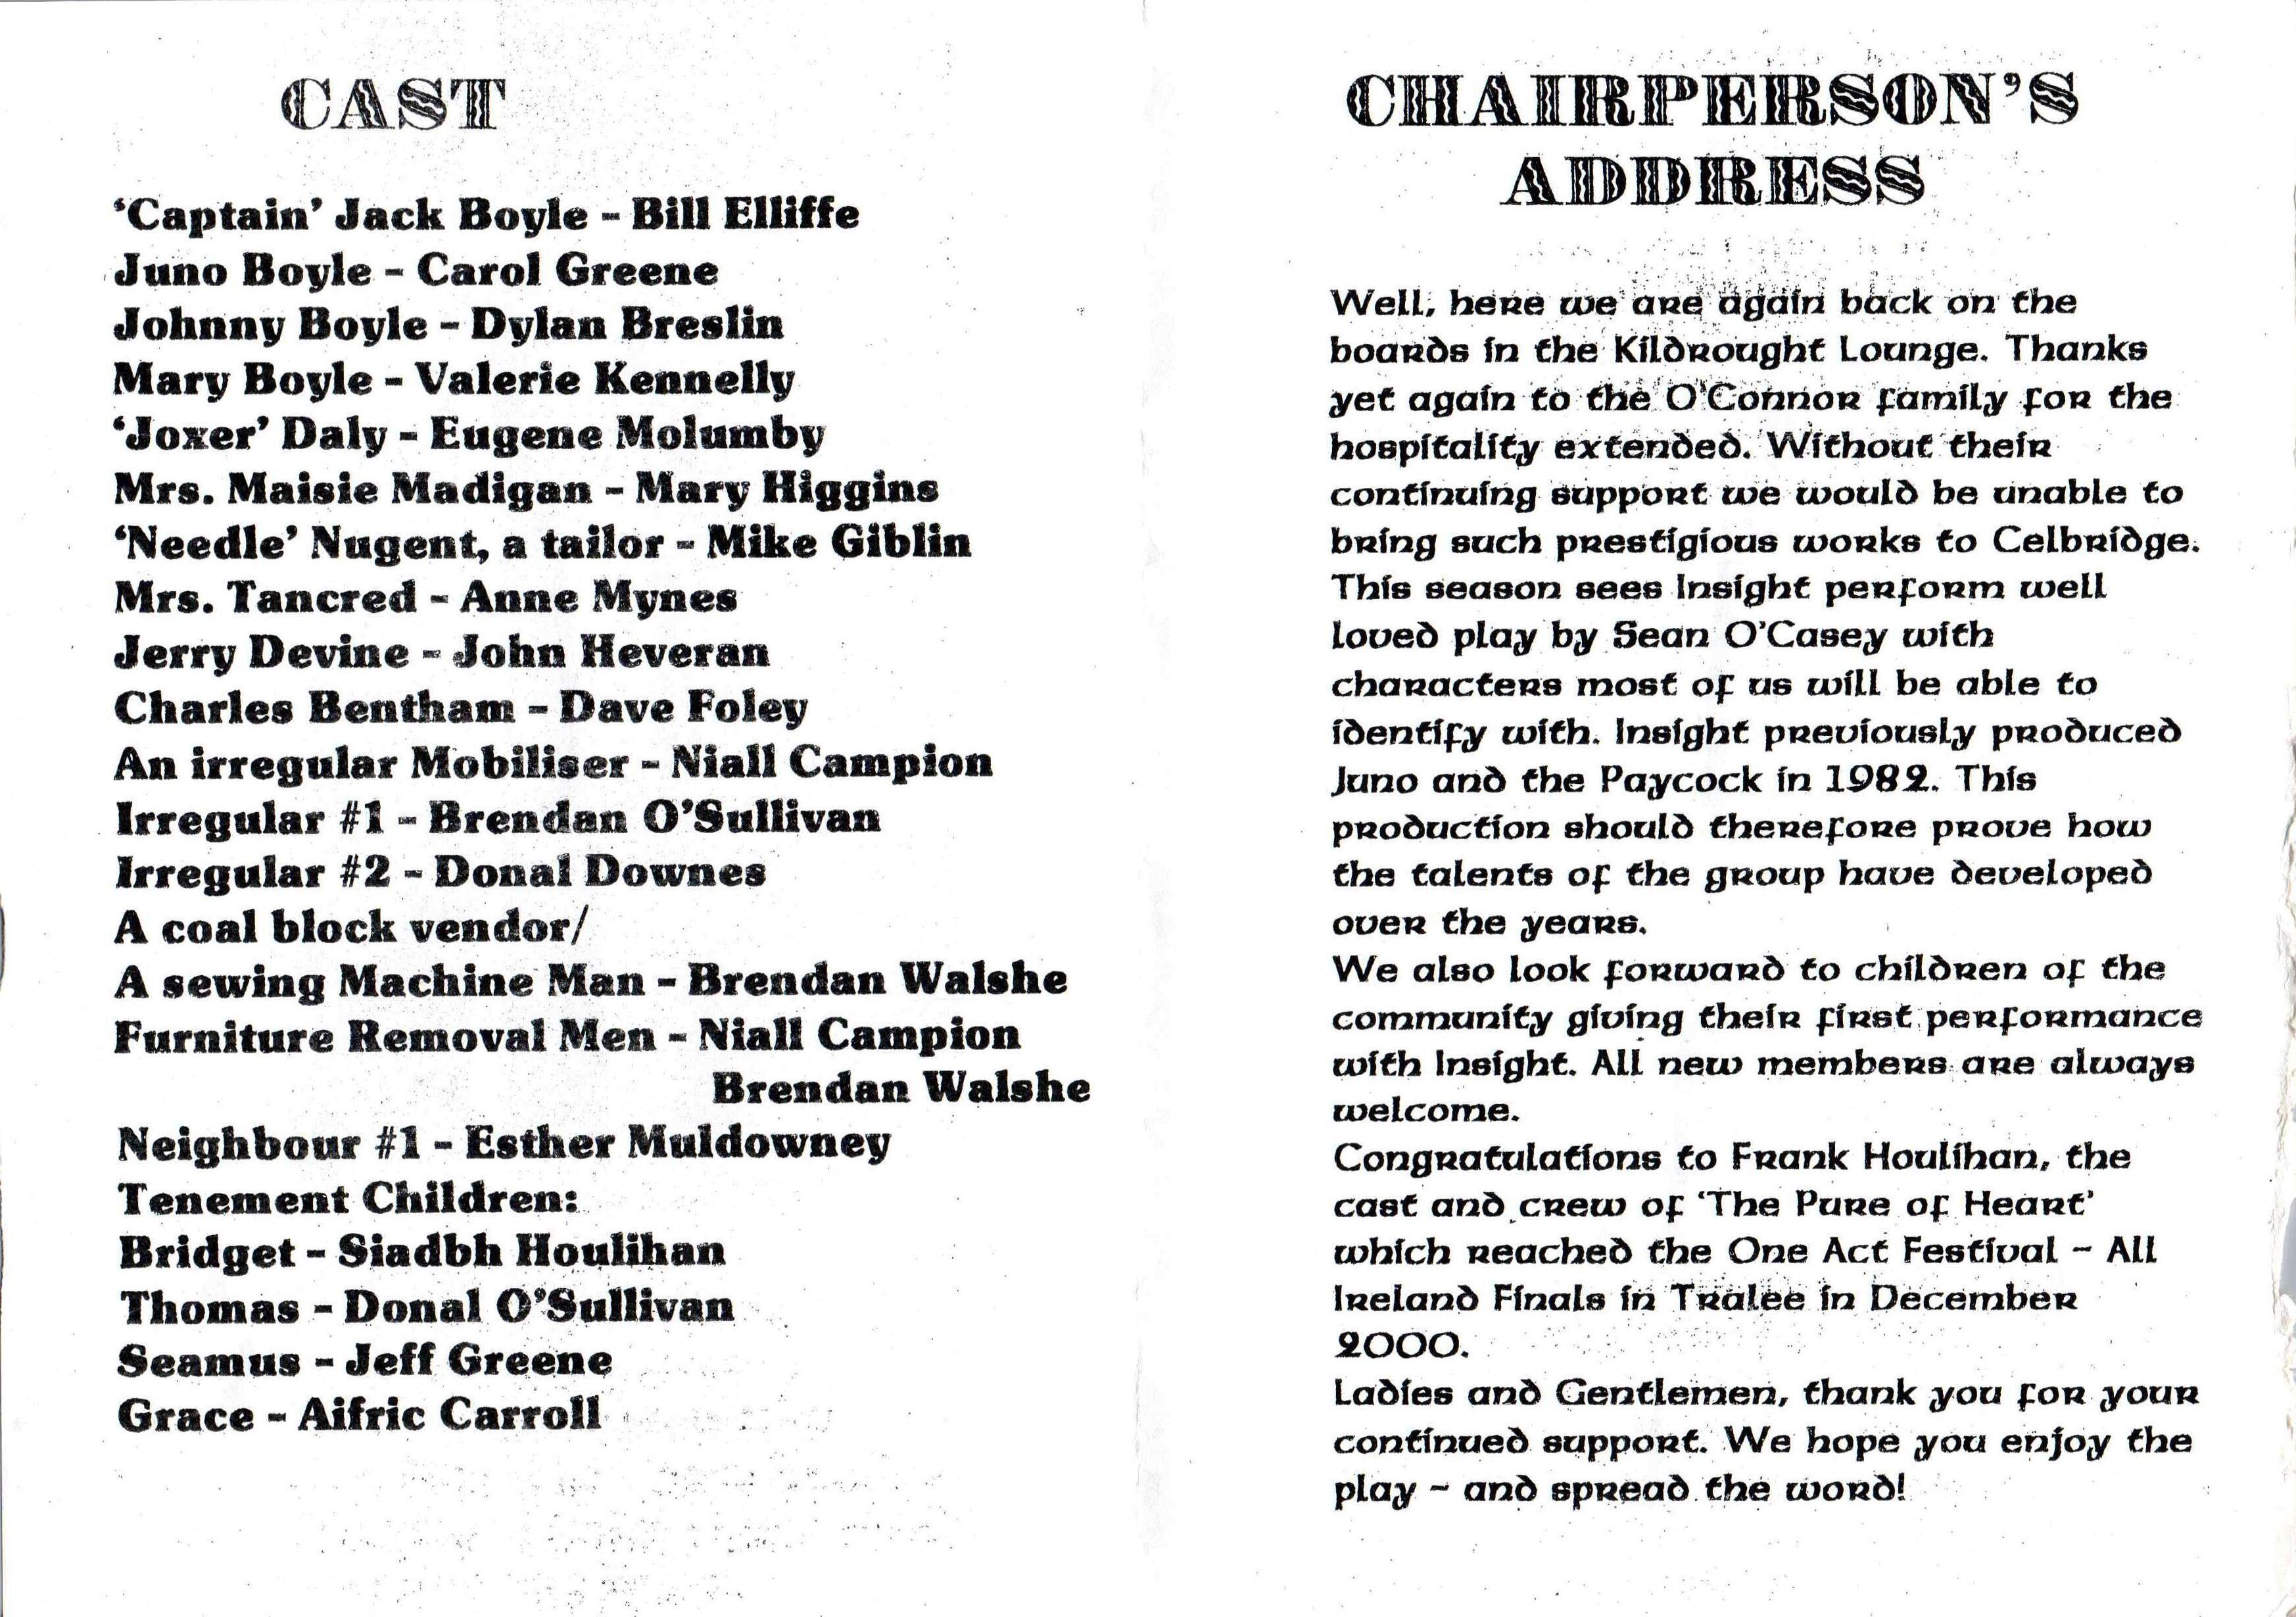 CAST
‘Captain’ Jack Boyle - Bill Elliffe
Juno Boyle - Carol Greene
Johnny Boyle - Dylan Breslin
Mary Boyle - Valerie Kennelly
‘Joxer’ Daly - Eugene Molumby
Mrs. Maisie Madigan - Mary Higgins
‘Needle’ Nugent, a tailor - Mike Giblin
Mrs. Tancred - Anne Mynes
Jerry Devine - John Heveran
Charles Bentham - Dave Foley
An irregular Mobiliser - Niall Campion
Irregular #1 - Brendan O’Sullivan
Irregular #2 - Donal Downes
A coal block vendor/
A sewing Machine Man - Brendan Walshe
Furniture Removal Men - Niall Campion
Brendan Walshe
Neighbour #1 - Esther Muldowney
Tenement Children:
Bridget - Siadbh Houlihan
Thomas - Donal O’Sullivan
Seamus - Jeff Greene
Grace - Aifric Carroll
CHAIRPERSON’S
ADDRESS
Well, here we are again back on the
boards in the Kildrought Lounge. Thanks
yet again to the O'Connor family for the
hospitality extended. Without their
continuing support we would be unable to
bring such prestigious works to Celbridge.
This season sees Insight perform well
loved play by Sean O’Casey with
characters most of us will be able to
identify with. Insight previously produced
Juno and the Paycock in 1982. This
production should therefore prove how
the talents of the group have developed
over the years.
We also look forward to children of the
community giving their first performance
with Insight. All new members are always
welcome.
Congratulations to Frank Houlihan, the
cast and crew of ‘The Pure of Heart’
which reached the One Act Festival - All
Ireland Finals in Tralee in December
2000.
Ladies and Gentlemen, thank you for your
continued support. We hope you enjoy the
play ~ and spread the word!